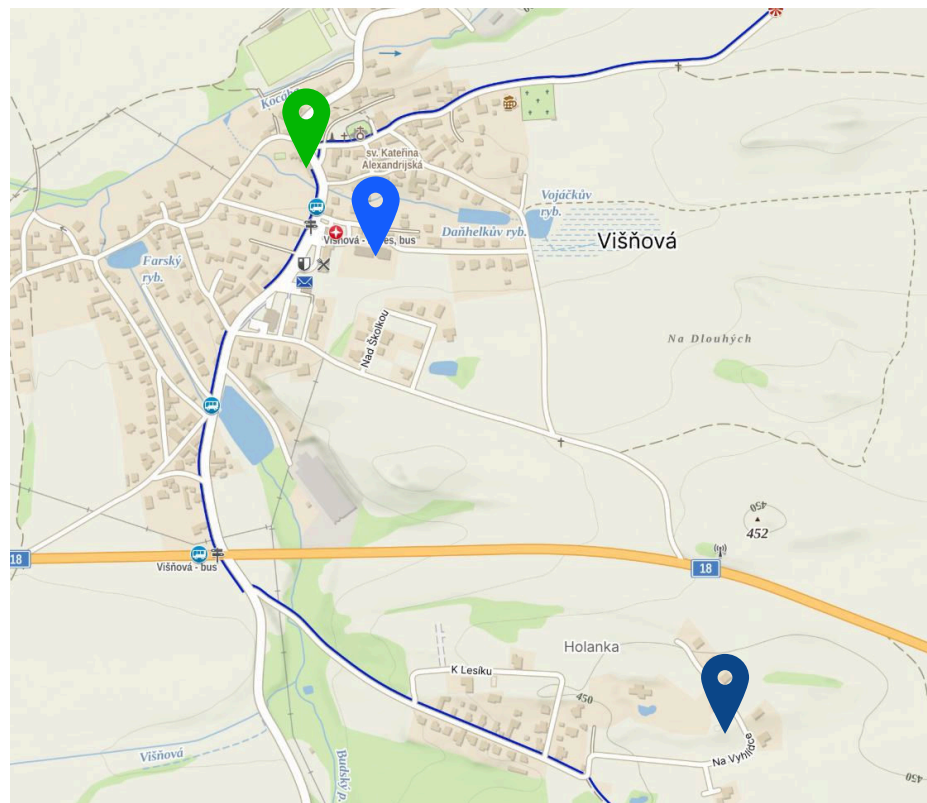 Kocába
sv. Kateřina
Alexandrijská
Vojáčkův
ryb.
Daňhelkův ryb.
Višňová
Farský
ryb.
Nad Školkou
Na Dlouhých
450
452
18
18
Višňová - bus
Holanka
K Lesíku
450
Na Vyhlídce
Višňová
Budský p.
450